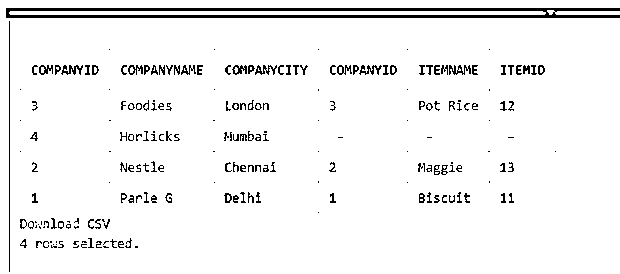 COMPANYID COMPANYNAME COMPANYCITY COMPANYID ITEMNAME ITEMID
3 Foodies London 3 Pot Rice 12
4 Horlicks Mumbai - - -
2 Nestle Chennai 2 Maggie 13
1 Parle G Delhi 1 Biscuit 11
Download CSV
4 rows selected.